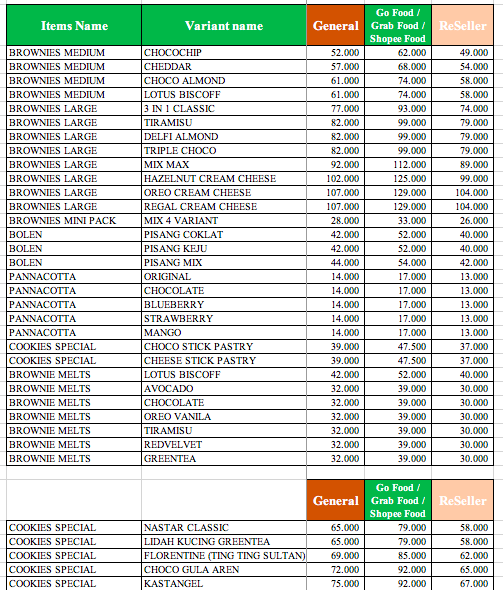 Items Name Variant name General Go Food / Grab Food / Shopee Food ReSeller
BROWNIES MEDIUM CHOCOCHIP 52.000 62.000 49.000
BROWNIES MEDIUM CHEDDAR 57.000 68.000 54.000
BROWNIES MEDIUM CHOCO ALMOND 61.000 74.000 58.000
BROWNIES MEDIUM LOTUS BISCOFF 61.000 74.000 58.000
BROWNIES LARGE 3 IN 1 CLASSIC 77.000 93.000 74.000
BROWNIES LARGE TIRAMISU 82.000 99.000 79.000
BROWNIES LARGE DELFI ALMOND 82.000 99.000 79.000
BROWNIES LARGE TRIPLE CHOCO 82.000 99.000 79.000
BROWNIES LARGE MIX MAX 92.000 112.000 89.000
BROWNIES LARGE HAZELNUT CREAM CHEESE 102.000 125.000 99.000
BROWNIES LARGE OREO CREAM CHEESE 107.000 129.000 104.000
BROWNIES LARGE REGAL CREAM CHEESE 107.000 129.000 104.000
BROWNIES MINI PACK MIX 4 VARIANT 28.000 33.000 26.000
BOLEN PISANG COKLAT 42.000 52.000 40.000
BOLEN PISANG KEJU 42.000 52.000 40.000
BOLEN PISANG MIX 44.000 54.000 42.000
PANNACOTTA ORIGINAL 14.000 17.000 13.000
PANNACOTTA CHOCOLATE 14.000 17.000 13.000
PANNACOTTA BLUEBERRY 14.000 17.000 13.000
PANNACOTTA STRAWBERRY 14.000 17.000 13.000
PANNACOTTA MANGO 14.000 17.000 13.000
COOKIES SPECIAL CHOCO STICK PASTRY 39.000 47.500 37.000
COOKIES SPECIAL CHEESE STICK PASTRY 39.000 47.500 37.000
BROWNIE MELTS LOTUS BISCOFF 42.000 52.000 40.000
BROWNIE MELTS AVOCADO 32.000 39.000 30.000
BROWNIE MELTS CHOCOLATE 32.000 39.000 30.000
BROWNIE MELTS OREO VANILA 32.000 39.000 30.000
BROWNIE MELTS TIRAMISU 32.000 39.000 30.000
BROWNIE MELTS REDVELVET 32.000 39.000 30.000
BROWNIE MELTS GREENTEA 32.000 39.000 30.000
General Go Food / Grab Food / Shopee Food ReSeller
COOKIES SPECIAL NASTAR CLASSIC 65.000 79.000 58.000
COOKIES SPECIAL LIDAH KUCING GREENTEA 65.000 79.000 58.000
COOKIES SPECIAL FLORENTINE (TING TING SULTAN) 69.000 85.000 62.000
COOKIES SPECIAL CHOCO GULA AREN 72.000 92.000 65.000
COOKIES SPECIAL KASTANGEL 75.000 92.000 67.000